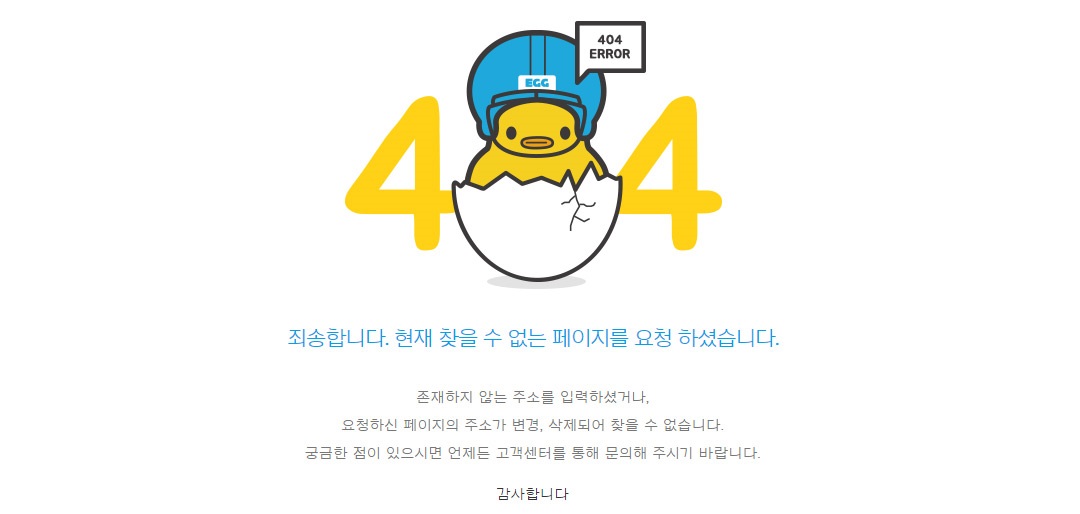 404
ERROR
EGG
404
죄송합니다. 현재 찾을 수 없는 페이지를 요청 하셨습니다.
존재하지 않는 주소를 입력하셨거나,
요청하신 페이지의 주소가 변경, 삭제되어 찾을 수 없습니다.
궁금한 점이 있으시면 언제든 고객센터를 통해 문의해 주시기 바랍니다.
감사합니다